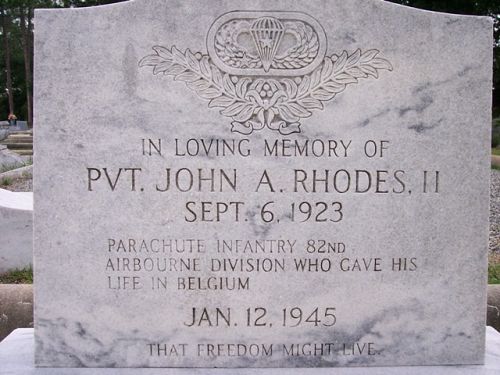 IN LOVING MEMORY OF
PVT. JOHN A. RHODES, II
SEPT. 6, 1923
PARACHUTE INFANTRY 82ND
AIRBOURNE DIVISION WHO GAVE HIS
LIFE IN BELGIUM
JAN. 12, 1945
THAT FREEDOM MIGHT LIVE.